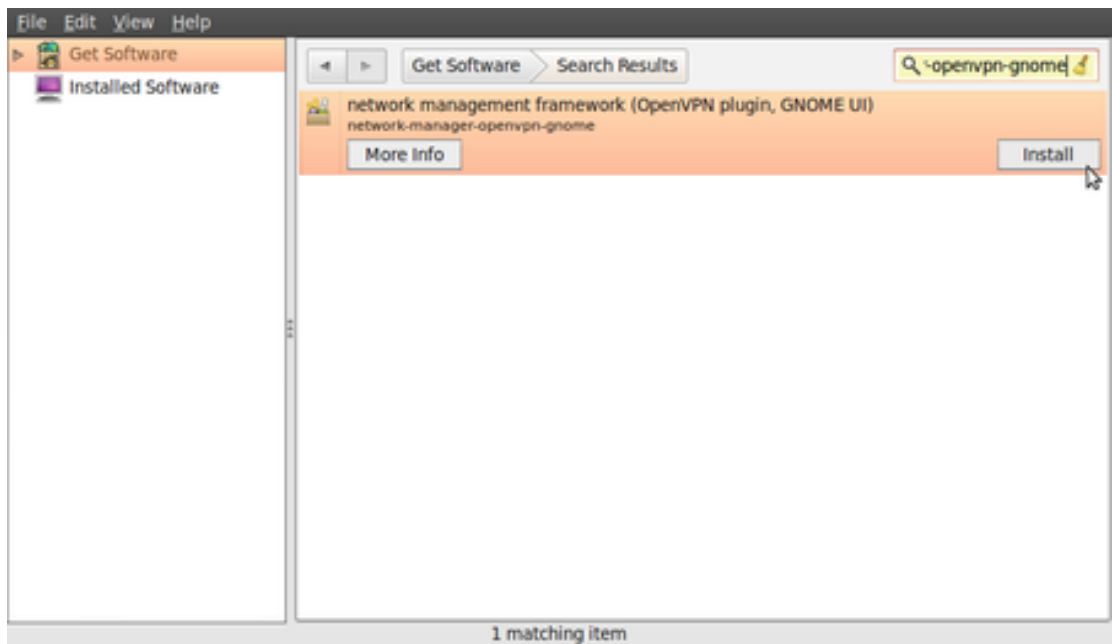 File Edit View Help
Get Software
Installed Software
Get Software Search Results
-openvpn-gnome
network management framework (OpenVPN plugin, GNOME UI)
network-manager-openvpn-gnome
More Info
Install
1 matching item